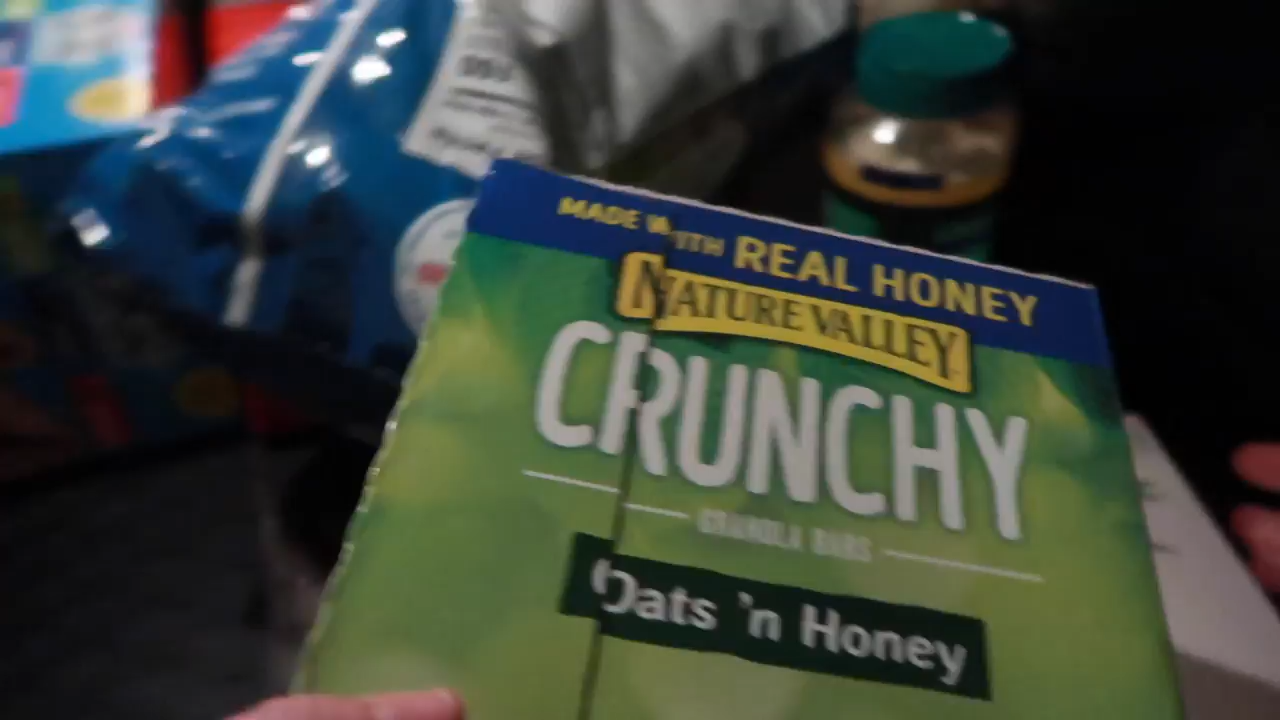 MADE WITH REAL HONEY
NATURE VALLEY
CRUNCHY
GRANOLA BARS
Oats 'n Honey